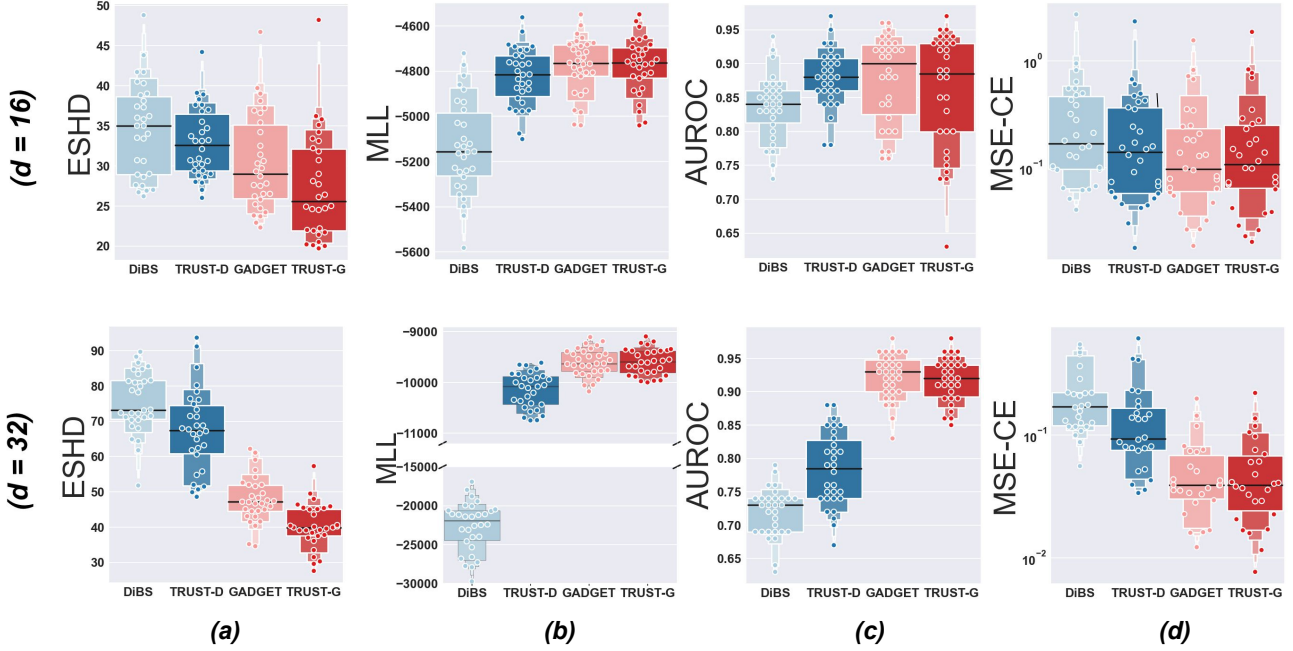 (d = 16)
ESHD
50
45
40
35
30
25
20
DiBS TRUST-D GADGET TRUST-G
MLL
−4600
−4800
−5000
−5200
−5400
−5600
DiBS TRUST-D GADGET TRUST-G
AUROC
0.95
0.90
0.85
0.80
0.75
0.70
0.65
DiBS TRUST-D GADGET TRUST-G
MSE-CE
10⁰
10⁻¹
DiBS TRUST-D GADGET TRUST-G
(d = 32)
ESHD
90
80
70
60
50
40
30
DiBS TRUST-D GADGET TRUST-G
MLL
−9000
−10000
−11000
−15000
−20000
−25000
−30000
DiBS TRUST-D GADGET TRUST-G
AUROC
0.95
0.90
0.85
0.80
0.75
0.70
0.65
DiBS TRUST-D GADGET TRUST-G
MSE-CE
10⁻¹
10⁻²
DiBS TRUST-D GADGET TRUST-G
(a) (b) (c) (d)